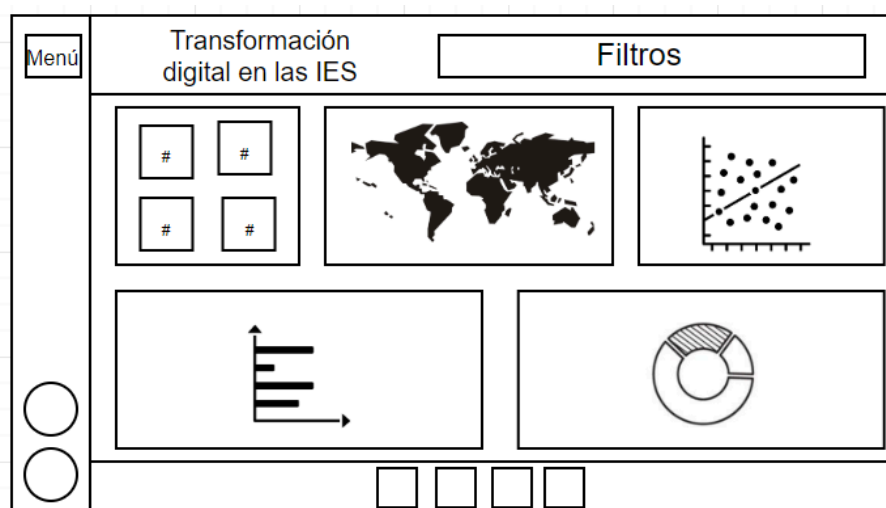 Menú
Transformación
digital en las IES
Filtros
# #
# #